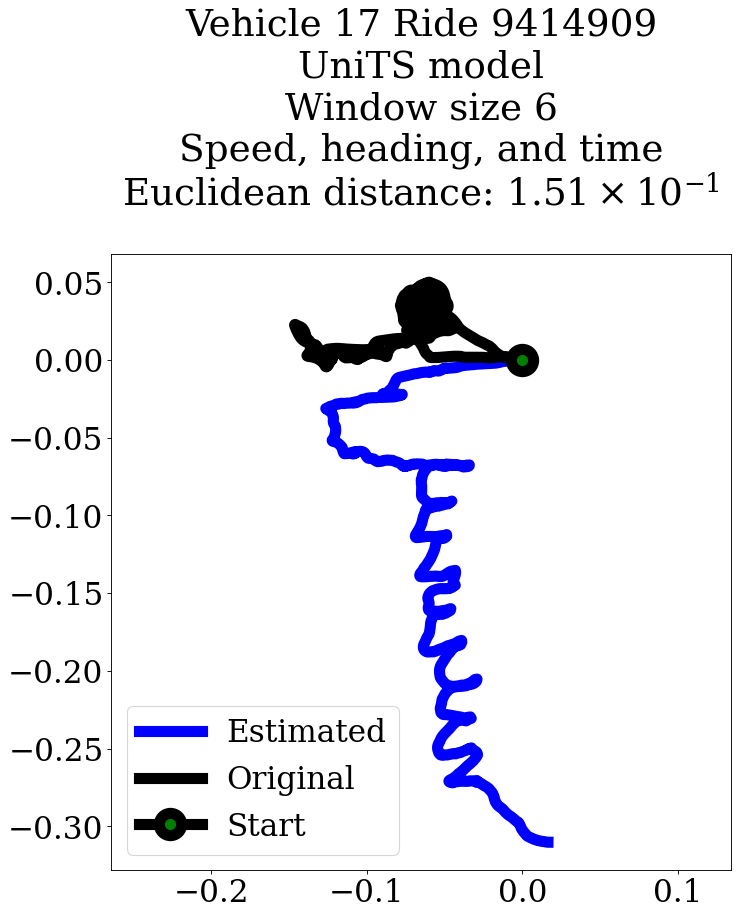 Vehicle 17 Ride 9414909
UniTS model
Window size 6
Speed, heading, and time
Euclidean distance: 1.51 × 10⁻¹
0.05
0.00
−0.05
−0.10
−0.15
−0.20
−0.25
−0.30
Estimated
Original
Start
−0.2 −0.1 0.0 0.1